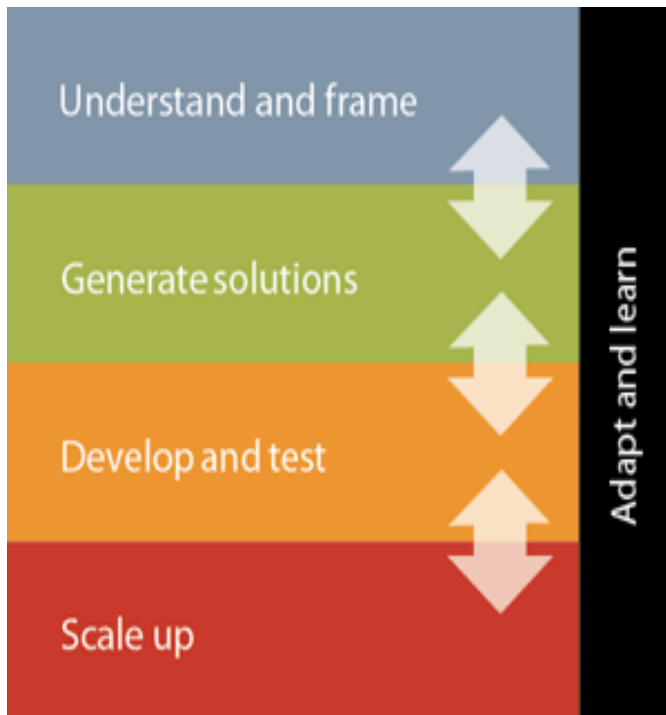 Understand and frame
Generate solutions
Develop and test
Scale up
Adapt and learn